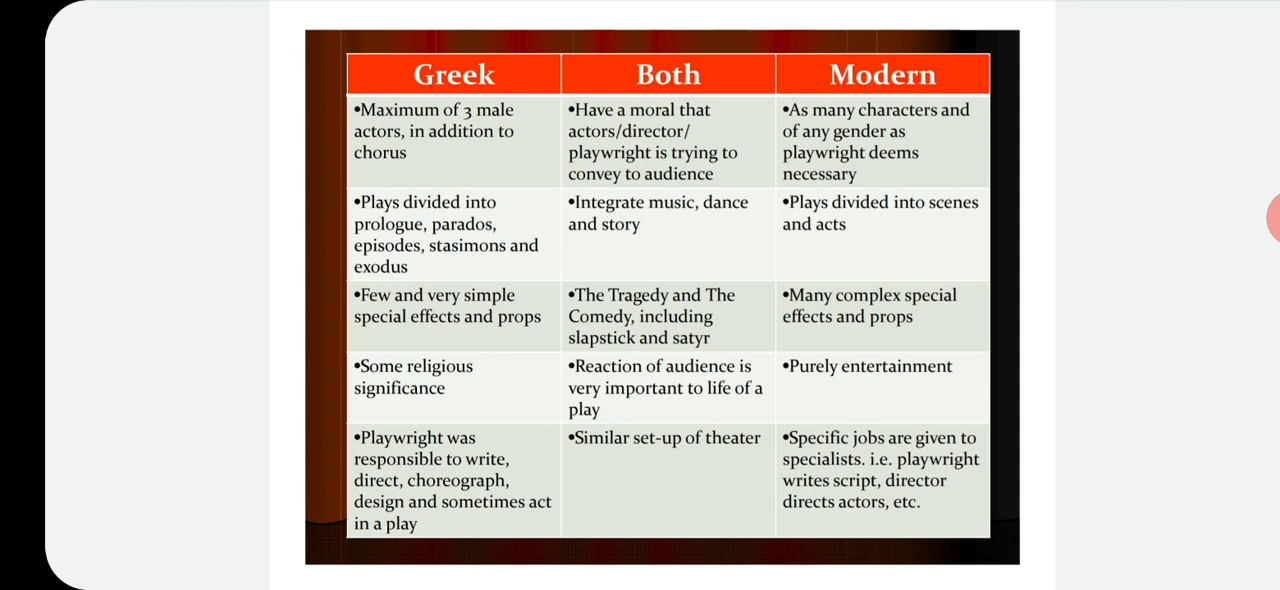 Greek
Both
Modern
•Maximum of 3 male
actors, in addition to
chorus
•Have a moral that
actors/director/
playwright is trying to
convey to audience
•As many characters and
of any gender as
playwright deems
necessary
•Plays divided into
prologue, parados,
episodes, stasimons and
exodus
•Integrate music, dance
and story
•Plays divided into scenes
and acts
•Few and very simple
special effects and props
•The Tragedy and The
Comedy, including
slapstick and satyr
•Many complex special
effects and props
•Some religious
significance
•Reaction of audience is
very important to life of a
play
•Purely entertainment
•Playwright was
responsible to write,
direct, choreograph,
design and sometimes act
in a play
•Similar set-up of theater
•Specific jobs are given to
specialists. i.e. playwright
writes script, director
directs actors, etc.